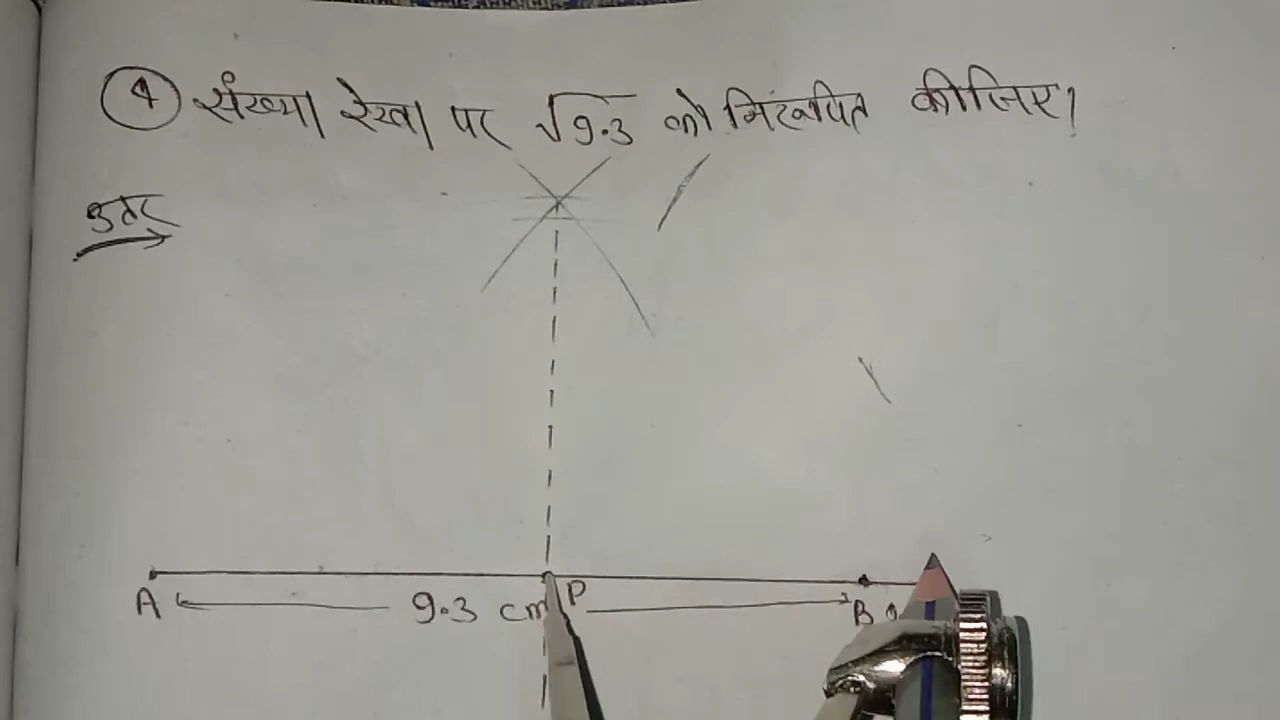 ④ संख्या रेखा पर √9.3 को निरूपित कीजिए।
उत्तर
A 9.3 cm P B